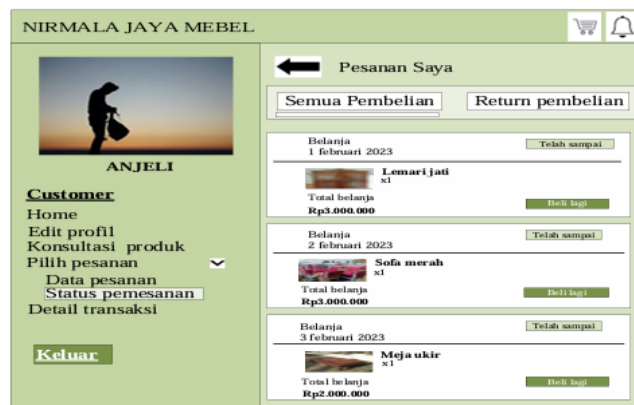 NIRMALA JAYA MEBEL
ANJELI
Customer
Home
Edit profil
Konsultasi produk
Pilih pesanan
Data pesanan
Status pemesanan
Detail transaksi
Keluar
Pesanan Saya
Semua Pembelian
Return pembelian
Belanja
1 februari 2023
Telah sampai
Lemari jati
x1
Total belanja
Rp3.000.000
Beli lagi
Belanja
2 februari 2023
Telah sampai
Sofa merah
x1
Total belanja
Rp3.000.000
Beli lagi
Belanja
3 februari 2023
Telah sampai
Meja ukir
x1
Total belanja
Rp2.000.000
Beli lagi